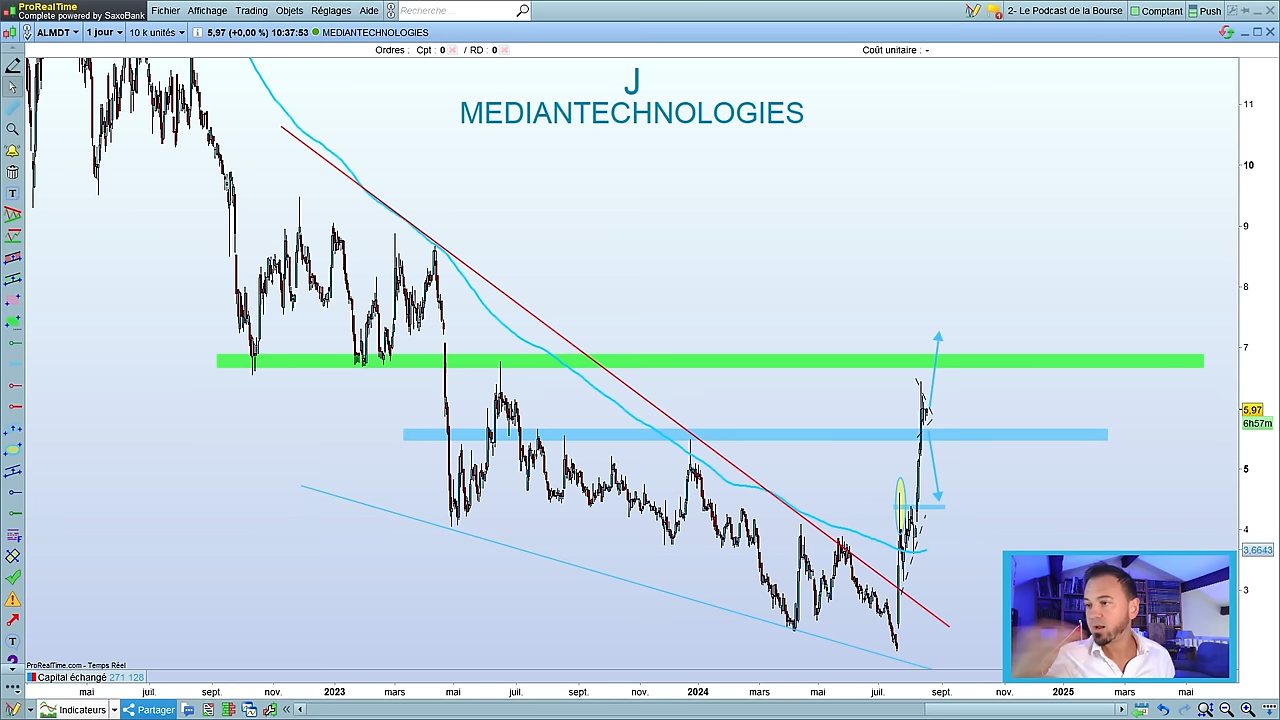 ProRealTime
Complete powered by SaxoBank
Fichier Affichage Trading Objets Réglages Aide Recherche... 2- Le Podcast de la Bourse Comptant Push
ALMDT 1 jour 10 k unités 5,97 (+0,00 %) 10:37:53 MEDIANTECHNOLOGIES
Ordres : Cpt : 0 / RD : 0 Coût unitaire : -
J
MEDIANTECHNOLOGIES
11
10
9
8
7
5,97
6h57m
5
4
3,6643
3
ProRealTime.com - Temps Réel
Capital échangé 271 128
mai juil. sept. nov. 2023 mars mai juil. sept. nov. 2024 mars mai juil. sept. nov. 2025 mars mai
Indicateurs Partager